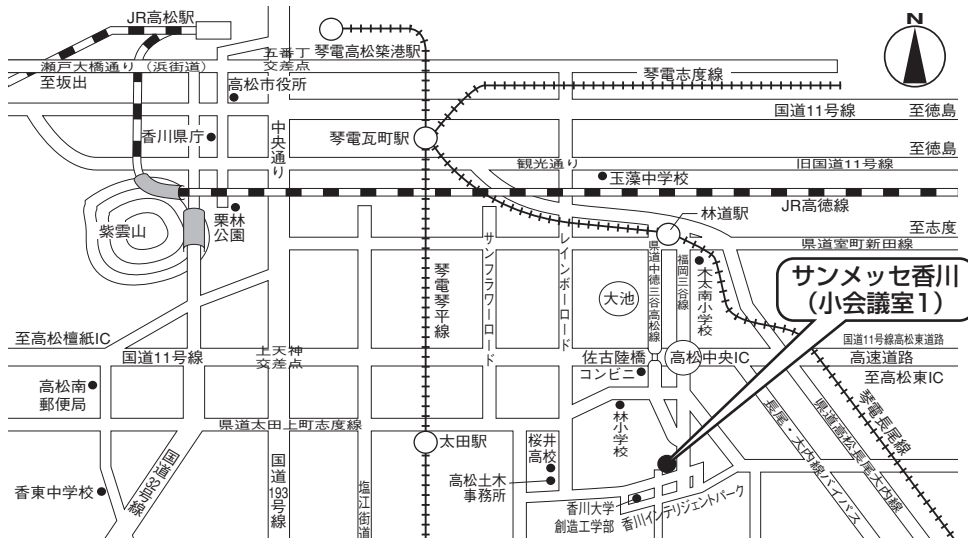 JR高松駅
琴電高松築港駅
N
五番丁
交差点
瀬戸大橋通り（浜街道）
至坂出
琴電志度線
高松市役所
国道11号線
至徳島
香川県庁
中央通り
琴電瓦町駅
至徳島
観光通り
旧国道11号線
玉藻中学校
JR高徳線
紫雲山
栗林
公園
林道駅
至志度
県道室町新田線
サンフラワーロード
レインボーロード
県道中徳三谷高松線
福岡三谷線
木太南小学校
琴電琴平線
大池
サンメッセ香川
（小会議室1）
至高松檀紙IC
国道11号線
上天神
交差点
佐古陸橋
コンビニ
高松中央IC
国道11号線高松東道路
高速道路
至高松東IC
高松南
郵便局
林小学校
長尾・大内線バイパス
県道高松長尾大内線
琴電長尾線
県道太田上町志度線
太田駅
桜井
高校
国道32号線
国道193号線
塩江街道
高松土木
事務所
香東中学校
香川大学
創造工学部
香川インテリジェントパーク